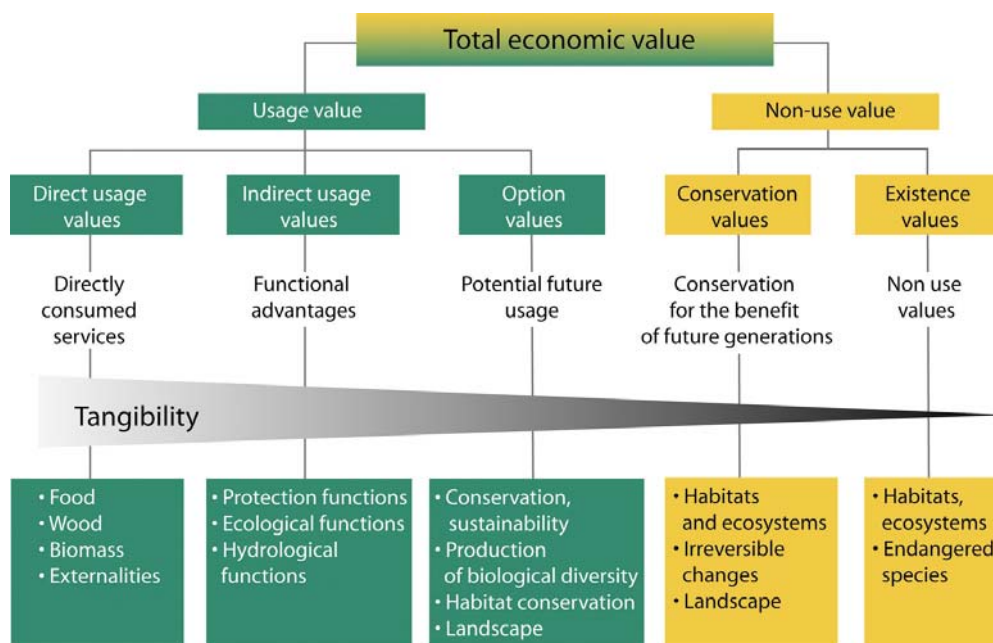 Total economic value
Usage value
Non-use value
Direct usage
values
Indirect usage
values
Option
values
Conservation
values
Existence
values
Directly
consumed
services
Functional
advantages
Potential future
usage
Conservation
for the benefit
of future generations
Non use
values
Tangibility
• Food
• Wood
• Biomass
• Externalities
• Protection functions
• Ecological functions
• Hydrological
functions
• Conservation,
sustainability
• Production
of biological diversity
• Habitat conservation
• Landscape
• Habitats
and ecosystems
• Irreversible
changes
• Landscape
• Habitats,
ecosystems
• Endangered
species